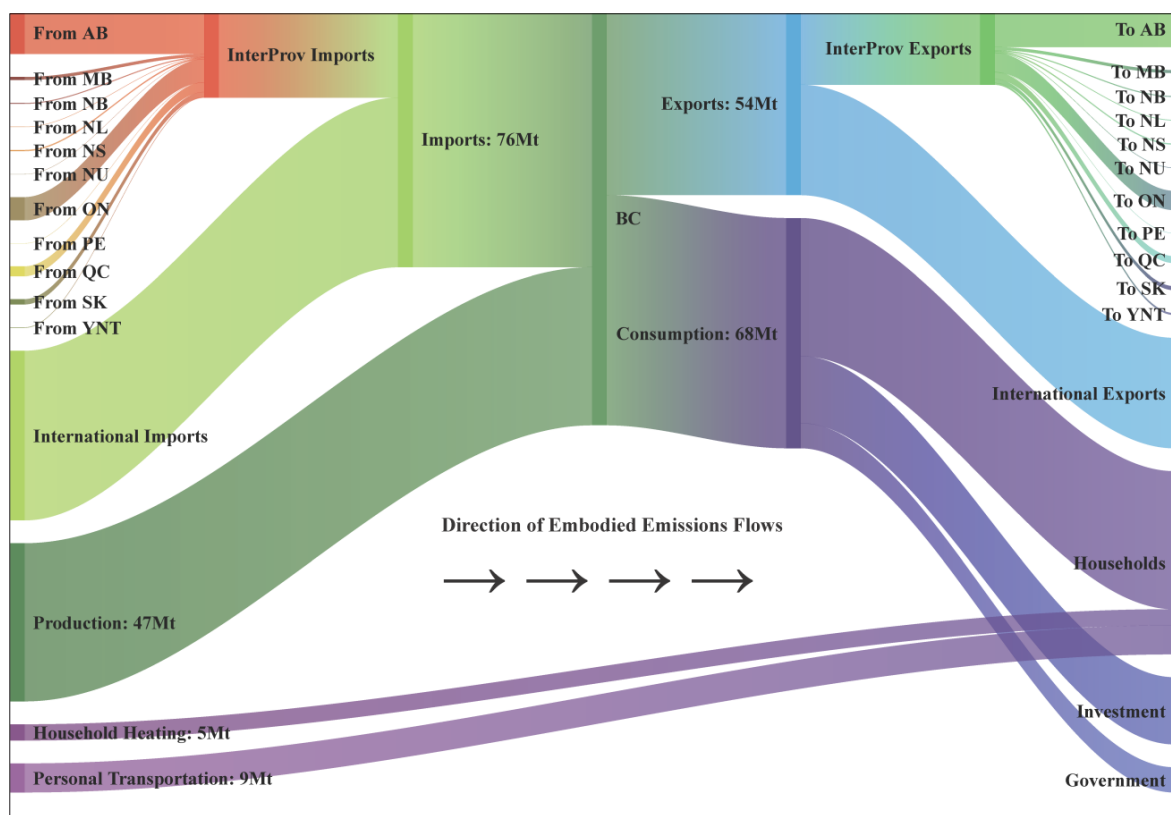 From AB
From MB
From NB
From NL
From NS
From NU
From ON
From PE
From QC
From SK
From YNT
International Imports
Production: 47Mt
Household Heating: 5Mt
Personal Transportation: 9Mt
InterProv Imports
Imports: 76Mt
BC
Exports: 54Mt
Consumption: 68Mt
Direction of Embodied Emissions Flows
InterProv Exports
To AB
To MB
To NB
To NL
To NS
To NU
To ON
To PE
To QC
To SK
To YNT
International Exports
Households
Investment
Government